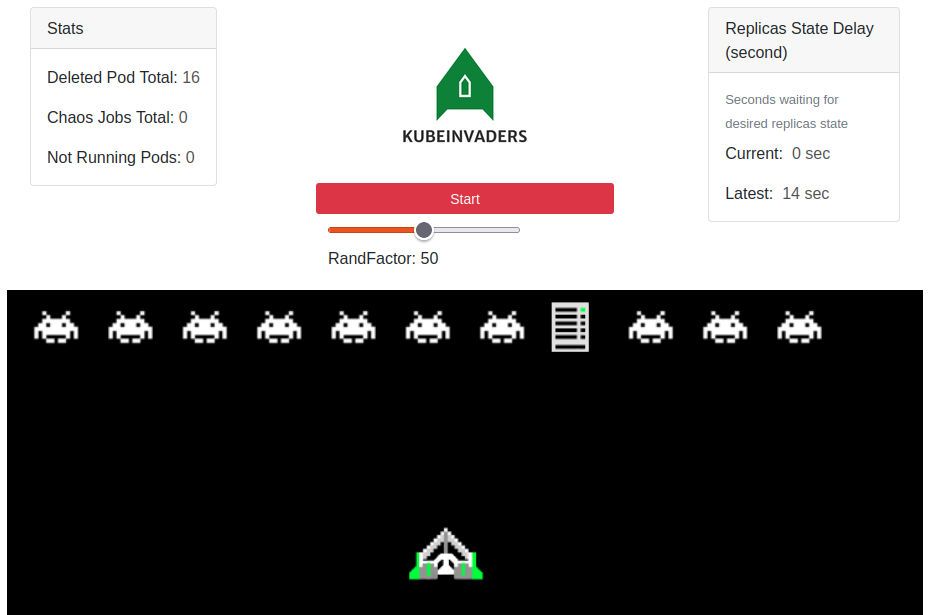 Stats
Deleted Pod Total: 16
Chaos Jobs Total: 0
Not Running Pods: 0
KUBEINVADERS
Start
RandFactor: 50
Replicas State Delay
(second)
Seconds waiting for
desired replicas state
Current: 0 sec
Latest: 14 sec